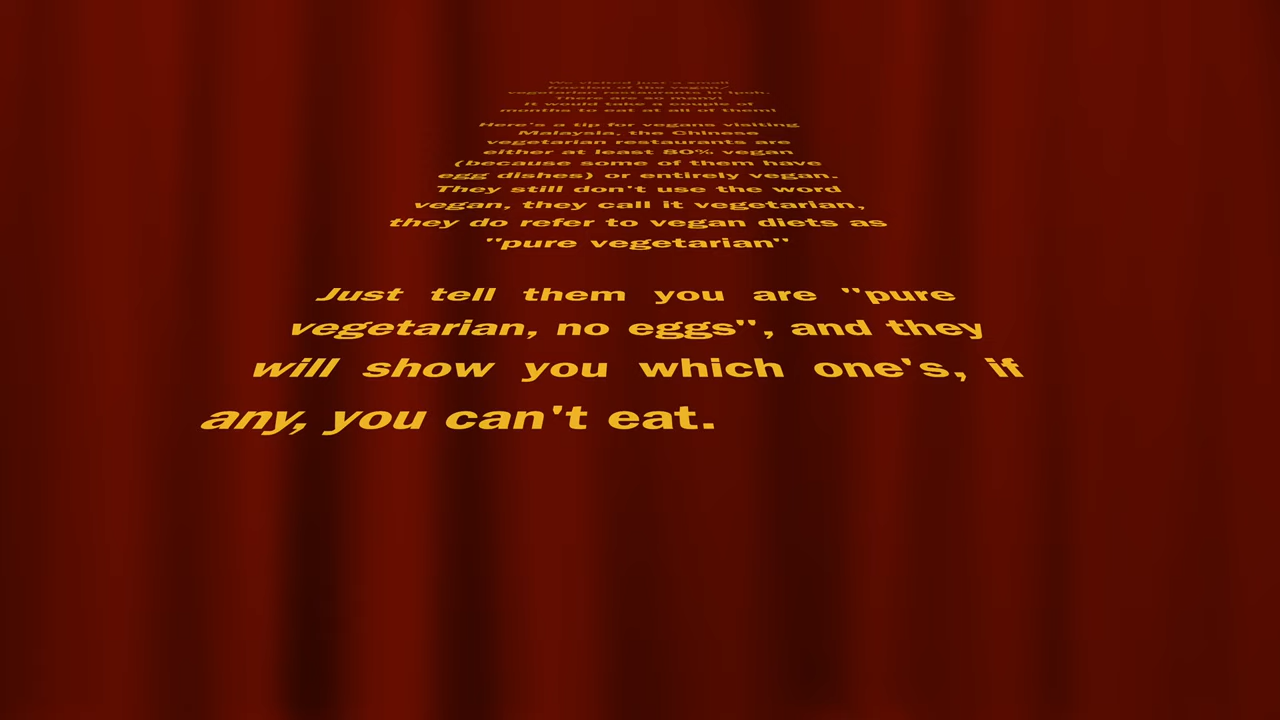 We visited just a small
fraction of the vegan/
vegetarian restaurants in Ipoh.
There are so many!
It would take a couple of
months to eat at all of them!
Here's a tip for vegans visiting
Malaysia, the Chinese
vegetarian restaurants are
either at least 80% vegan
(because some of them have
egg dishes) or entirely vegan.
They still don't use the word
vegan, they call it vegetarian,
they do refer to vegan diets as
"pure vegetarian"
Just tell them you are "pure
vegetarian, no eggs", and they
will show you which one's, if
any, you can't eat.